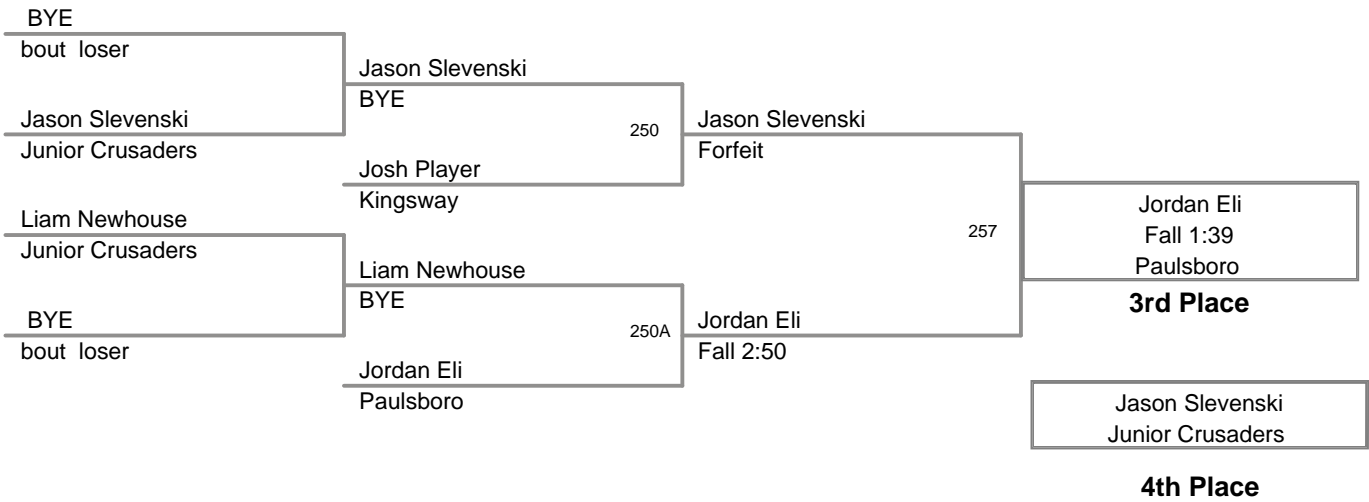 BYE
bout loser
Jason Slevenski
BYE
Jason Slevenski
Junior Crusaders
250
Jason Slevenski
Forfeit
Josh Player
Kingsway
Liam Newhouse
Junior Crusaders
257
Jordan Eli
Fall 1:39
Paulsboro
3rd Place
Liam Newhouse
BYE
BYE
bout loser
250A
Jordan Eli
Fall 2:50
Jordan Eli
Paulsboro
Jason Slevenski
Junior Crusaders
4th Place